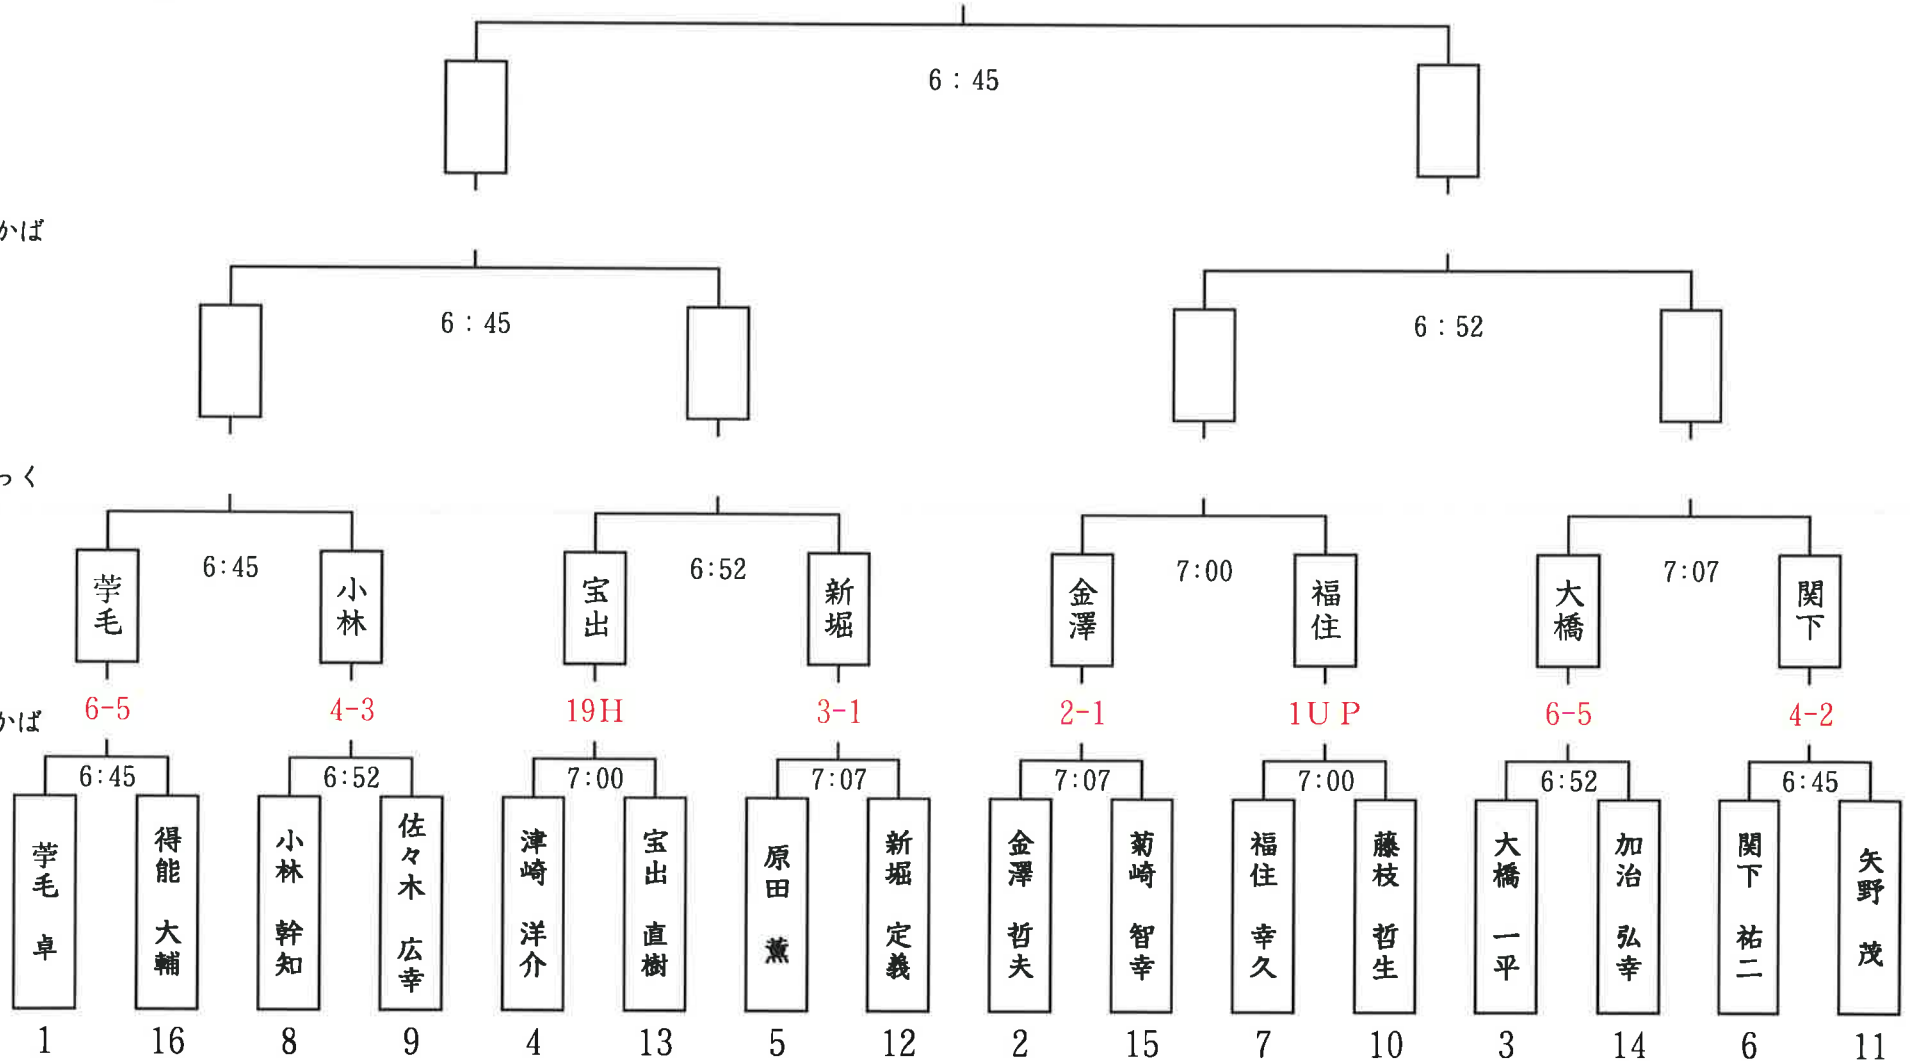 6：45
かば
6：45
6：52
っく
6:45
6:52
7:00
7:07
苧毛
小林
宝出
新堀
金澤
福住
大橋
関下
かば
6-5
4-3
19H
3-1
2-1
1UP
6-5
4-2
6:45
6:52
7:00
7:07
7:07
7:00
6:52
6:45
苧毛 卓
得能 大輔
小林 幹知
佐々木 広幸
津崎 洋介
宝出 直樹
原田 薫
新堀 定義
金澤 哲夫
菊崎 智幸
福住 幸久
藤枝 哲生
大橋 一平
加治 弘幸
関下 祐二
矢野 茂
1
16
8
9
4
13
5
12
2
15
7
10
3
14
6
11